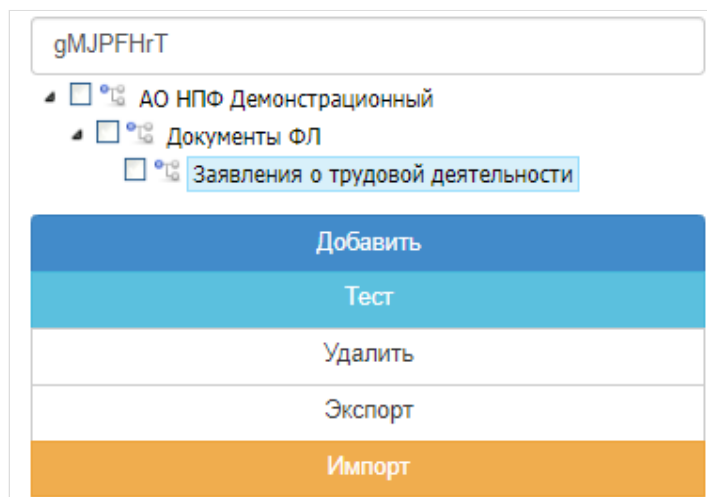 gMJPFHrT
АО НПФ Демонстрационный
Документы ФЛ
Заявления о трудовой деятельности
Добавить
Тест
Удалить
Экспорт
Импорт